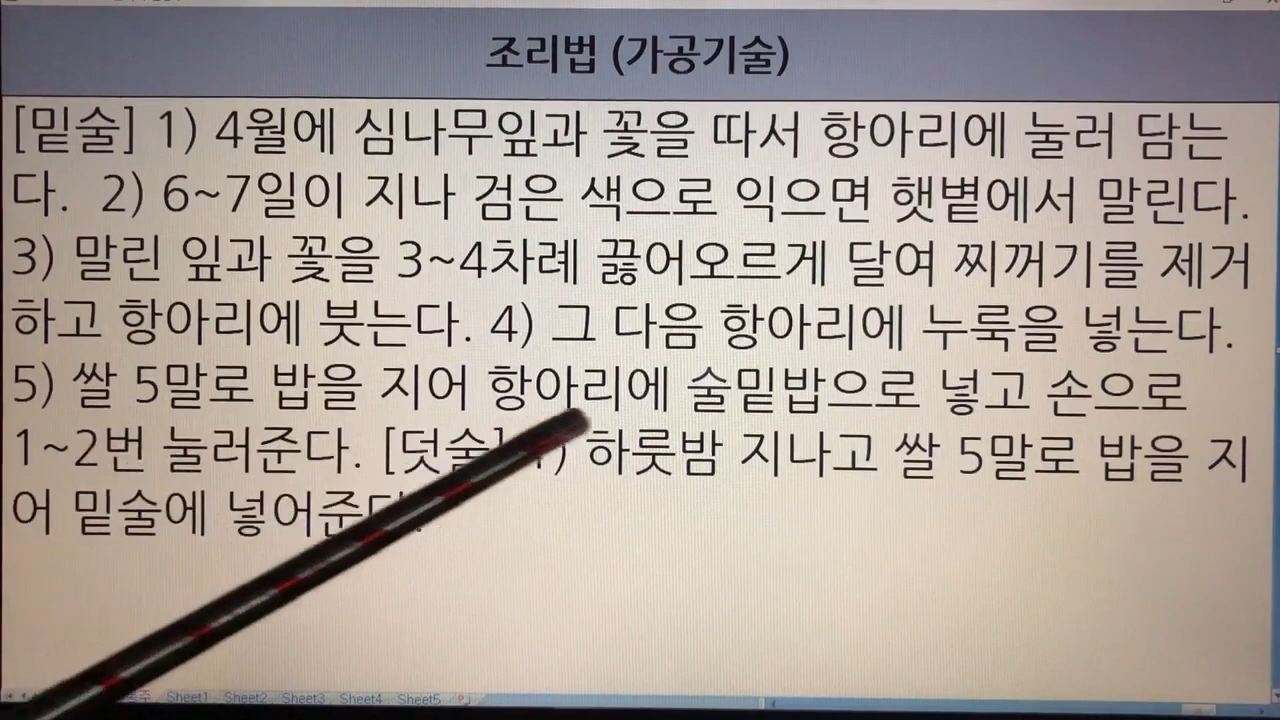 조리법 (가공기술)
[밑술] 1) 4월에 심나무잎과 꽃을 따서 항아리에 눌러 담는
다. 2) 6~7일이 지나 검은 색으로 익으면 햇볕에서 말린다.
3) 말린 잎과 꽃을 3~4차례 끓어오르게 달여 찌꺼기를 제거
하고 항아리에 붓는다. 4) 그 다음 항아리에 누룩을 넣는다.
5) 쌀 5말로 밥을 지어 항아리에 술밑밥으로 넣고 손으로
1~2번 눌러준다. [덧술] 1) 하룻밤 지나고 쌀 5말로 밥을 지
어 밑술에 넣어준다.
Sheet1 Sheet2 Sheet3 Sheet4 Sheet5